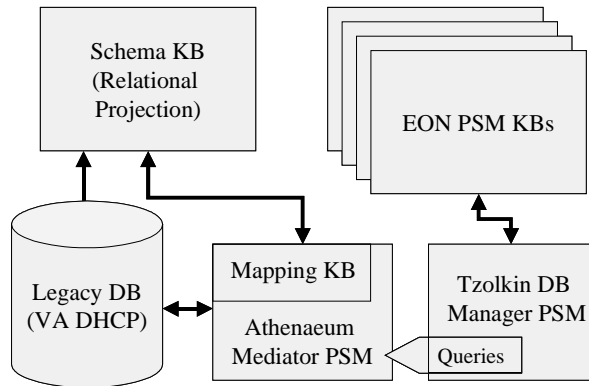 Schema KB
(Relational
Projection)
EON PSM KBs
Legacy DB
(VA DHCP)
Mapping KB
Athenaeum
Mediator PSM
Tzolkin DB
Manager PSM
Queries